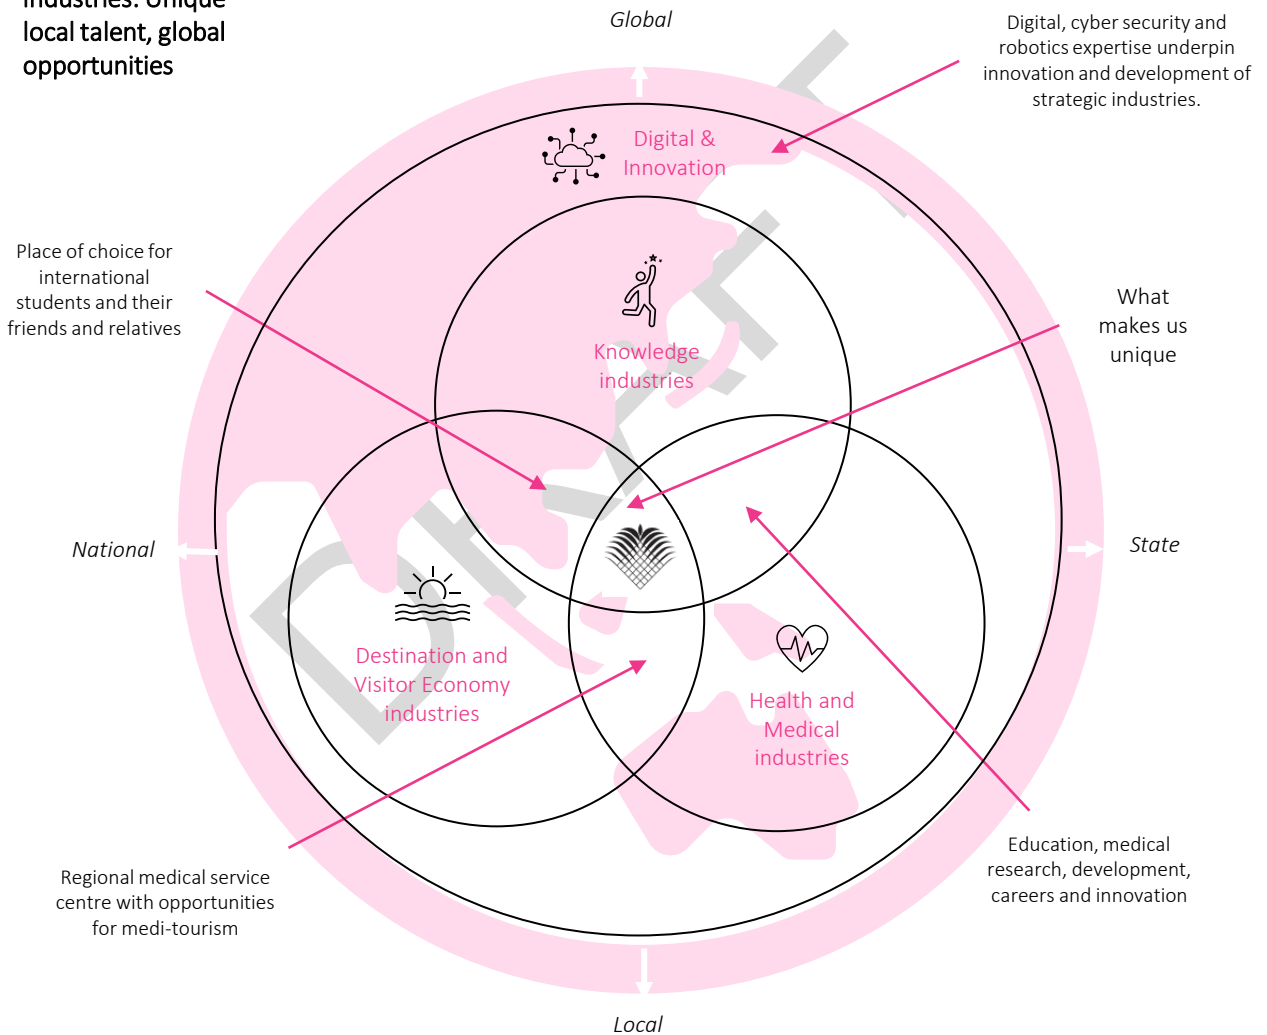 industries: Unique
local talent, global
opportunities
Global
Digital, cyber security and
robotics expertise underpin
innovation and development of
strategic industries.
Digital &
Innovation
Place of choice for
international
students and their
friends and relatives
What
makes us
unique
Knowledge
industries
National
State
Destination and
Visitor Economy
industries
Health and
Medical
industries
Regional medical service
centre with opportunities
for medi-tourism
Education, medical
research, development,
careers and innovation
Local
DRAFT